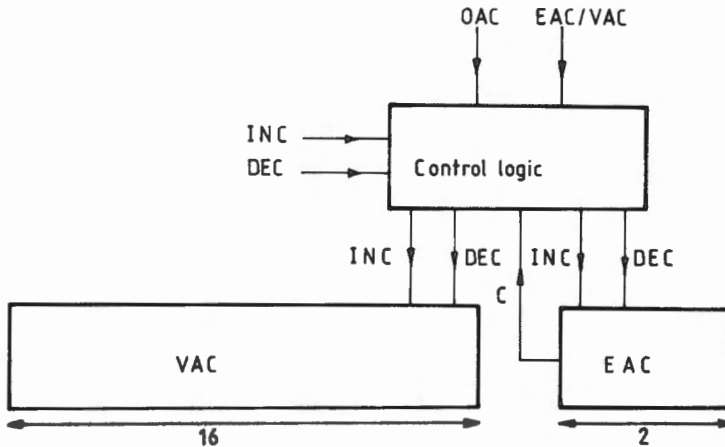 OAC EAC/VAC
INC
DEC
Control logic
INC DEC INC DEC
C
VAC
EAC
16
2